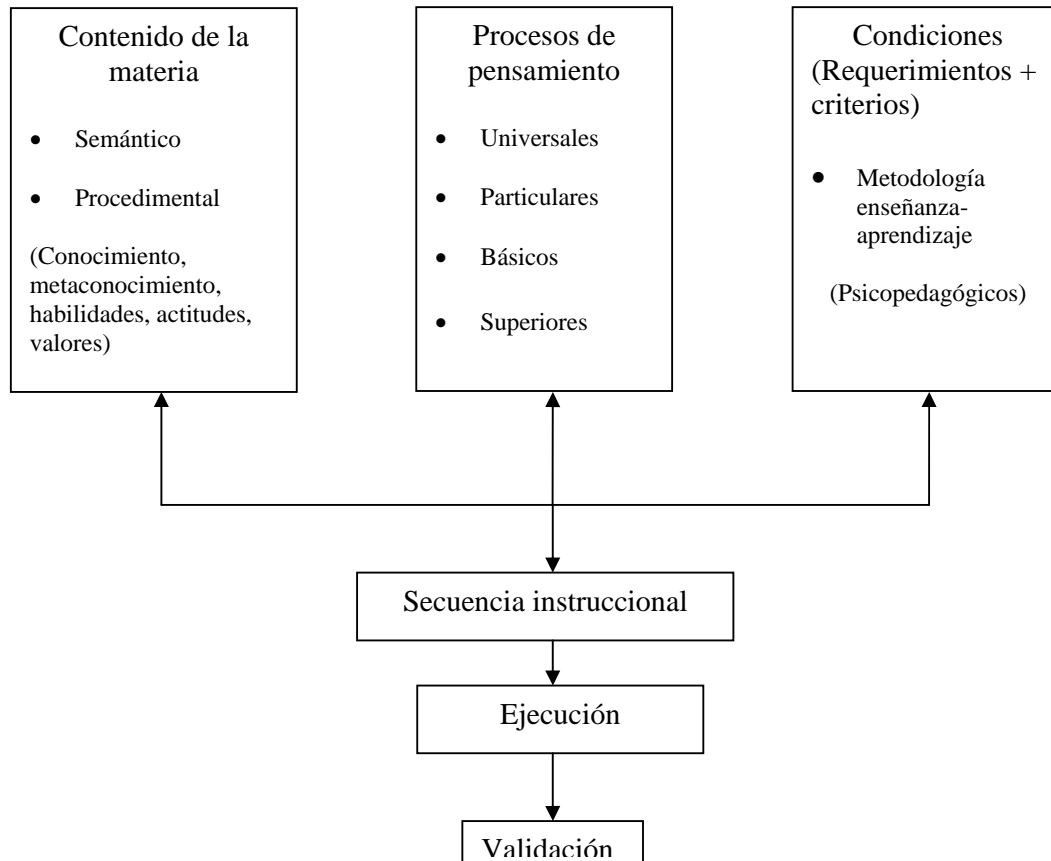 Contenido de la
materia
• Semántico
• Procedimental
(Conocimiento,
metaconocimiento,
habilidades, actitudes,
valores)
Procesos de
pensamiento
• Universales
• Particulares
• Básicos
• Superiores
Condiciones
(Requerimientos +
criterios)
• Metodología
enseñanza-
aprendizaje
(Psicopedagógicos)
Secuencia instruccional
Ejecución
Validación